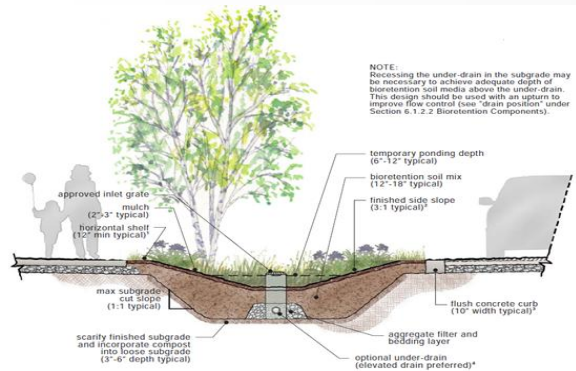 NOTE:
Recessing the under-drain in the subgrade may
be necessary to achieve adequate depth of
bioretention soil media above the under-drain.
This design should be used with an upturn to
improve flow control (see "drain position" under
Section 6.1.2.2 Bioretention Components).
temporary ponding depth
(6"-12" typical)
bioretention soil mix
(12"-18" typical)
finished side slope
(3:1 typical)³
approved inlet grate
mulch
(2"-3" typical)
horizontal shelf
(12" min typical)¹
max subgrade
cut slope
(1:1 typical)
scarify finished subgrade
and incorporate compost
into loose subgrade
(3"-6" depth typical)
flush concrete curb
(10" width typical)³
aggregate filter and
bedding layer
optional under-drain
(elevated drain preferred)⁴